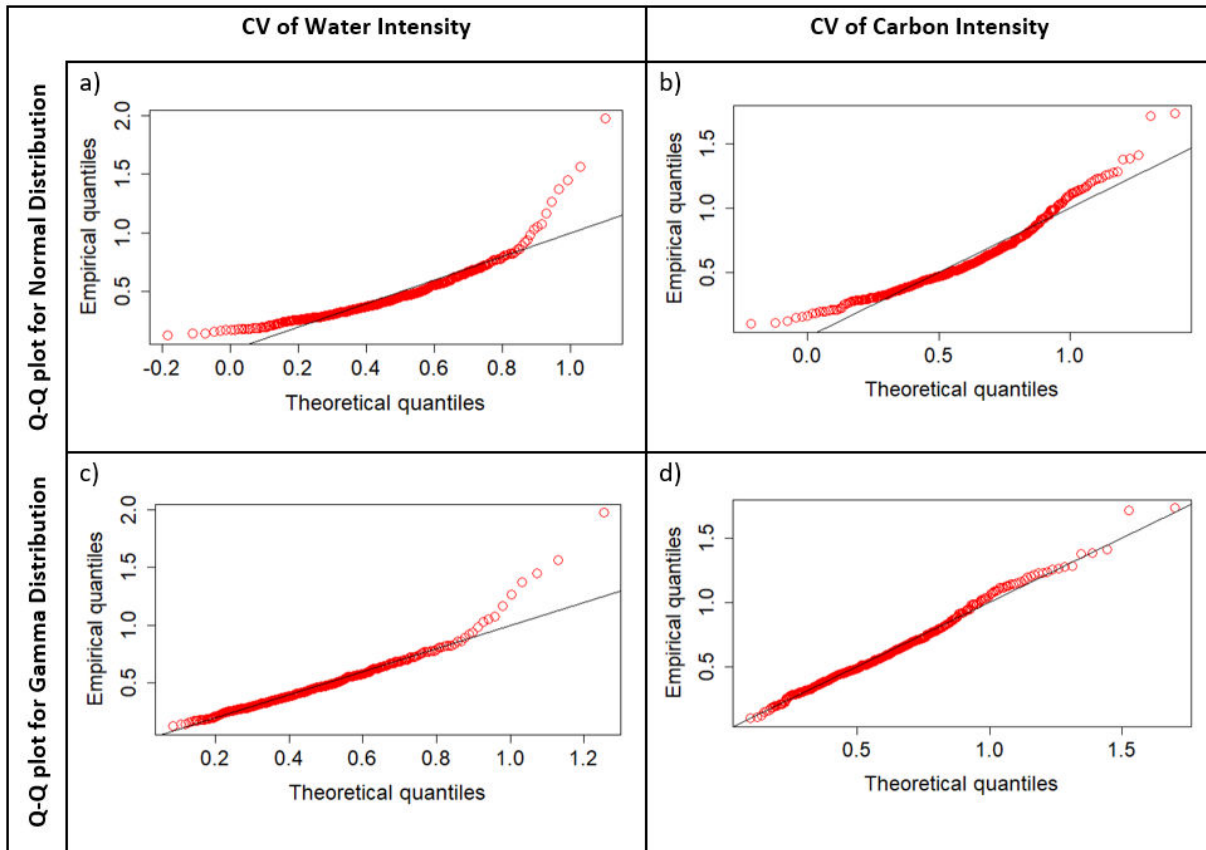 CV of Water Intensity
CV of Carbon Intensity
Q-Q plot for Normal Distribution
a)
Empirical quantiles
2.0
1.5
1.0
0.5
-0.2 0.0 0.2 0.4 0.6 0.8 1.0
Theoretical quantiles
b)
Empirical quantiles
1.5
1.0
0.5
0.0 0.5 1.0
Theoretical quantiles
Q-Q plot for Gamma Distribution
c)
Empirical quantiles
2.0
1.5
1.0
0.5
0.2 0.4 0.6 0.8 1.0 1.2
Theoretical quantiles
d)
Empirical quantiles
1.5
1.0
0.5
0.5 1.0 1.5
Theoretical quantiles